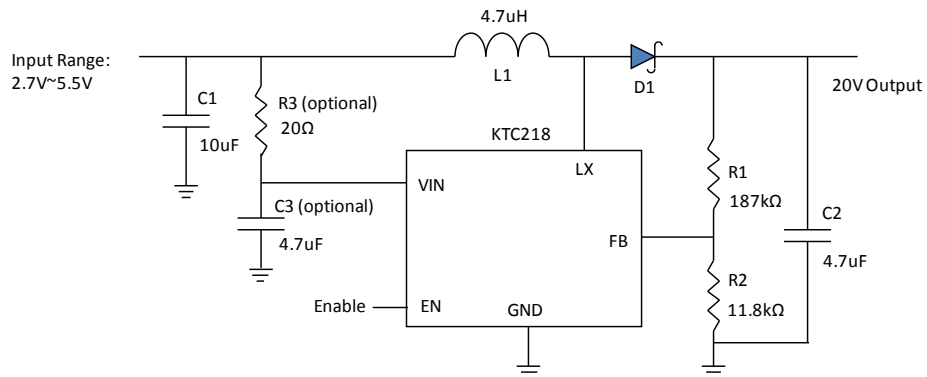 4.7uH
Input Range:
2.7V~5.5V
L1
D1
20V Output
C1
10uF
R3 (optional)
20Ω
KTC218
LX
VIN
R1
187kΩ
C3 (optional)
4.7uF
FB
C2
4.7uF
R2
11.8kΩ
Enable
EN
GND